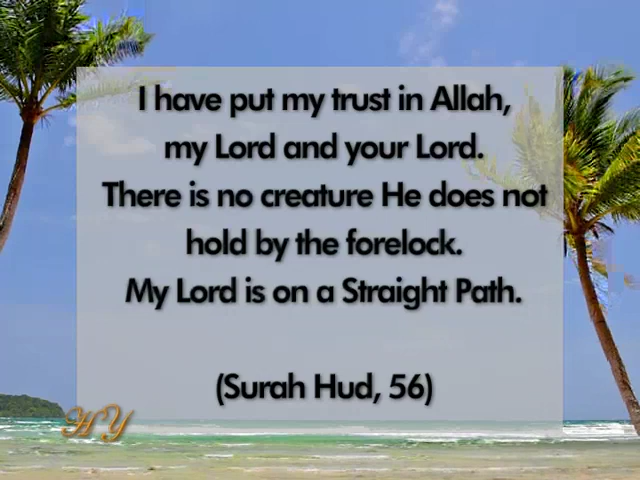 I have put my trust in Allah,
my Lord and your Lord.
There is no creature He does not
hold by the forelock.
My Lord is on a Straight Path.
(Surah Hud, 56)
HY